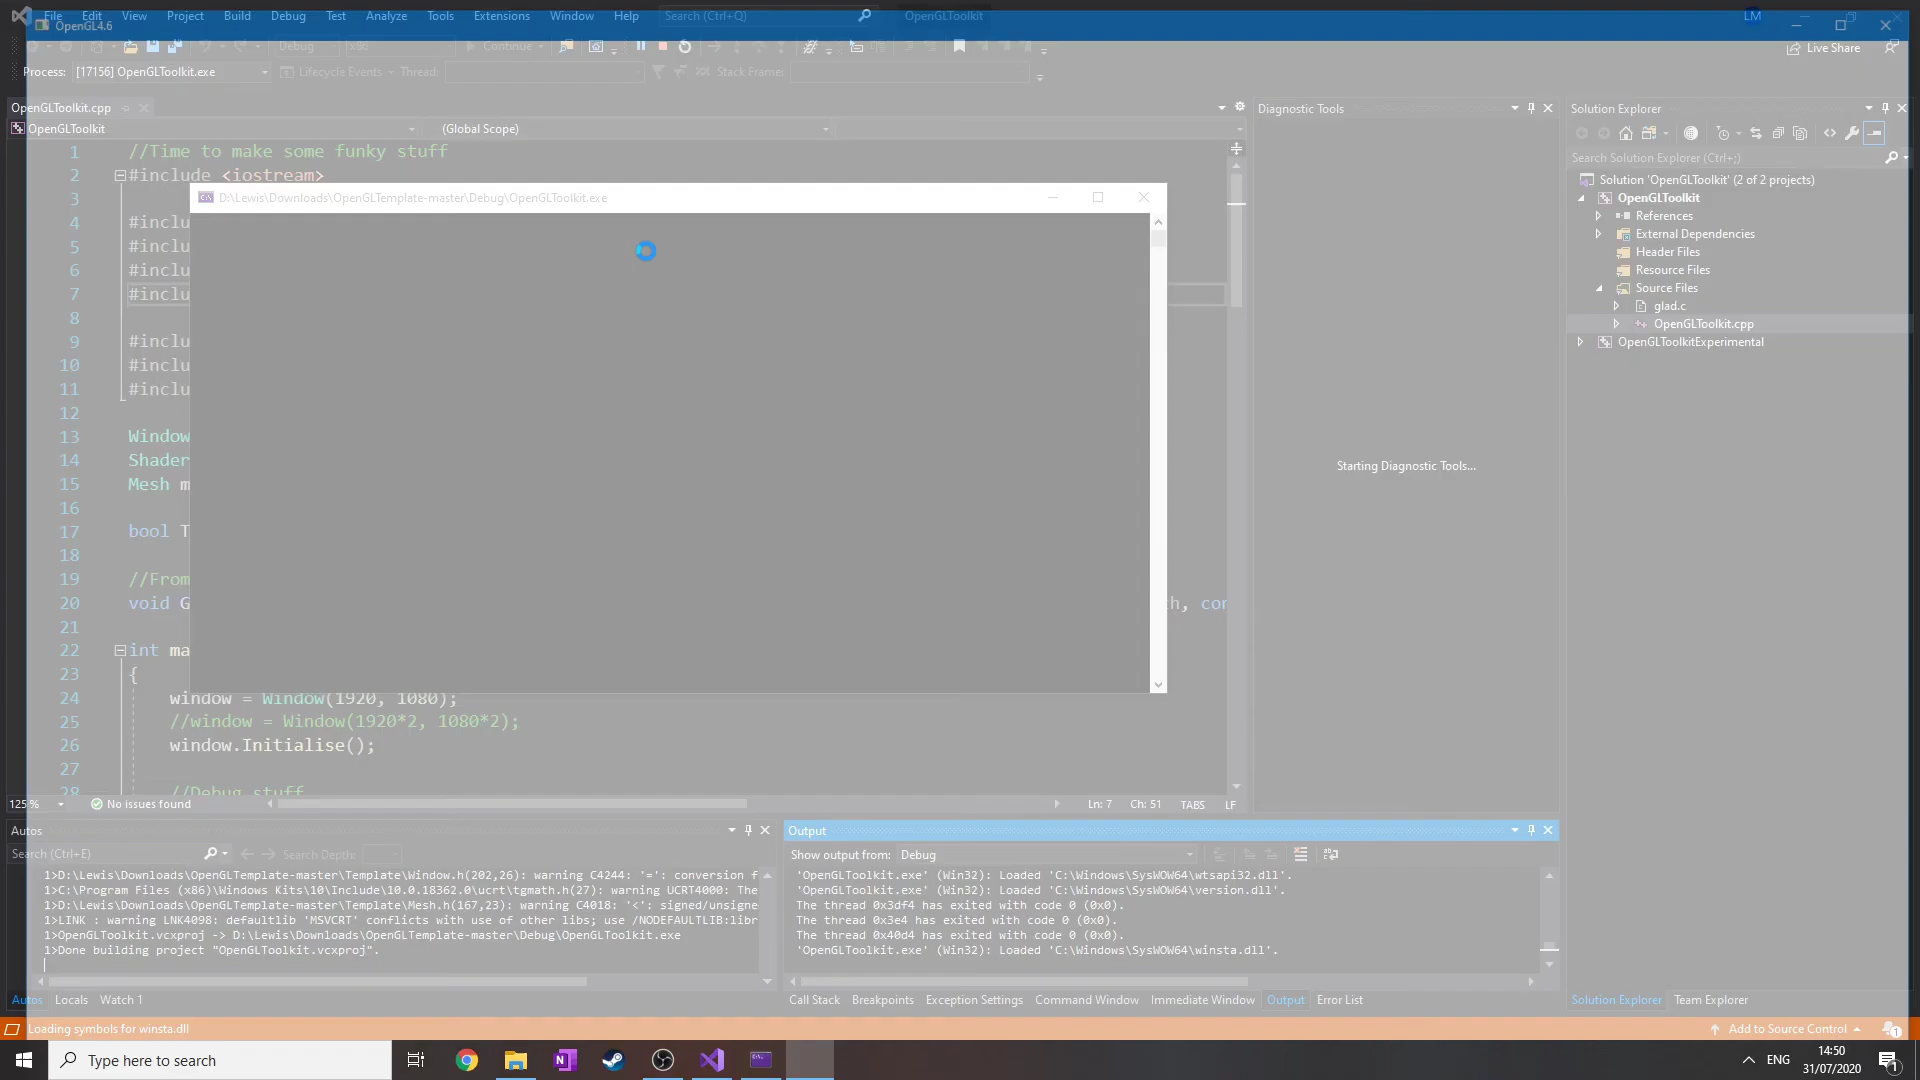 File Edit View Project Build Debug Test Analyze Tools Extensions Window Help Search (Ctrl+Q) OpenGLToolkit LM
OpenGL4.6
Debug x86 Continue Live Share
Process: [17156] OpenGLToolkit.exe Lifecycle Events Thread: Stack Frame:
OpenGLToolkit.cpp
OpenGLToolkit (Global Scope)
1 //Time to make some funky stuff
2 #include <iostream>
3
D:\Lewis\Downloads\OpenGLTemplate-master\Debug\OpenGLToolkit.exe
4 #inclu
5 #inclu
6 #inclu
7 #inclu
8
9 #inclu
10 #inclu
11 #inclu
12
13 Window
14 Shader
15 Mesh m
16
17 bool T
18
19 //From
20 void G h, cor
21
22 int ma
23 {
24 window = Window(1920, 1080);
25 //window = Window(1920*2, 1080*2);
26 window.Initialise();
27
28 //Debug stuff
125 % No issues found Ln: 7 Ch: 51 TABS LF
Diagnostic Tools
Starting Diagnostic Tools...
Solution Explorer
Search Solution Explorer (Ctrl+;)
Solution 'OpenGLToolkit' (2 of 2 projects)
OpenGLToolkit
References
External Dependencies
Header Files
Resource Files
Source Files
glad.c
OpenGLToolkit.cpp
OpenGLToolkitExperimental
Autos
Search (Ctrl+E) Search Depth:
1>D:\Lewis\Downloads\OpenGLTemplate-master\Template\Window.h(202,26): warning C4244: '=': conversion f
1>C:\Program Files (x86)\Windows Kits\10\Include\10.0.18362.0\ucrt\tgmath.h(27): warning UCRT4000: The
1>D:\Lewis\Downloads\OpenGLTemplate-master\Template\Mesh.h(167,23): warning C4018: '<': signed/unsigne
1>LINK : warning LNK4098: defaultlib 'MSVCRT' conflicts with use of other libs; use /NODEFAULTLIB:libr
1>OpenGLToolkit.vcxproj -> D:\Lewis\Downloads\OpenGLTemplate-master\Debug\OpenGLToolkit.exe
1>Done building project "OpenGLToolkit.vcxproj".
Autos Locals Watch 1
Output
Show output from: Debug
'OpenGLToolkit.exe' (Win32): Loaded 'C:\Windows\SysWOW64\wtsapi32.dll'.
'OpenGLToolkit.exe' (Win32): Loaded 'C:\Windows\SysWOW64\version.dll'.
The thread 0x3df4 has exited with code 0 (0x0).
The thread 0x3e4 has exited with code 0 (0x0).
The thread 0x40d4 has exited with code 0 (0x0).
'OpenGLToolkit.exe' (Win32): Loaded 'C:\Windows\SysWOW64\winsta.dll'.
Call Stack Breakpoints Exception Settings Command Window Immediate Window Output Error List
Solution Explorer Team Explorer
Loading symbols for winsta.dll Add to Source Control 1
Type here to search ENG 14:50
31/07/2020 1